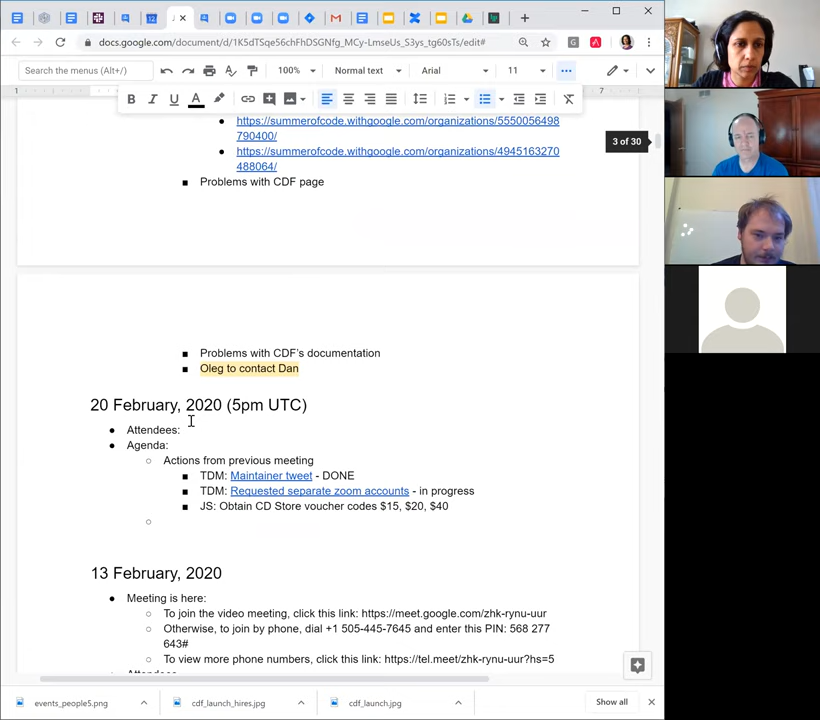 docs.google.com/document/d/1K5dTSqe56chFhDSGNfg_MCy-LmseUs_S3ys_tg60sTs/edit#
Search the menus (Alt+/)
100%
Normal text
Arial
11
1
7
https://summerofcode.withgoogle.com/organizations/5550056498
790400/
https://summerofcode.withgoogle.com/organizations/4945163270
488064/
3 of 30
Problems with CDF page
Problems with CDF's documentation
Oleg to contact Dan
20 February, 2020 (5pm UTC)
Attendees:
Agenda:
Actions from previous meeting
TDM: Maintainer tweet - DONE
TDM: Requested separate zoom accounts - in progress
JS: Obtain CD Store voucher codes $15, $20, $40
13 February, 2020
Meeting is here:
To join the video meeting, click this link: https://meet.google.com/zhk-rynu-uur
Otherwise, to join by phone, dial +1 505-445-7645 and enter this PIN: 568 277
643#
To view more phone numbers, click this link: https://tel.meet/zhk-rynu-uur?hs=5
events_people5.png
cdf_launch_hires.jpg
cdf_launch.jpg
Show all